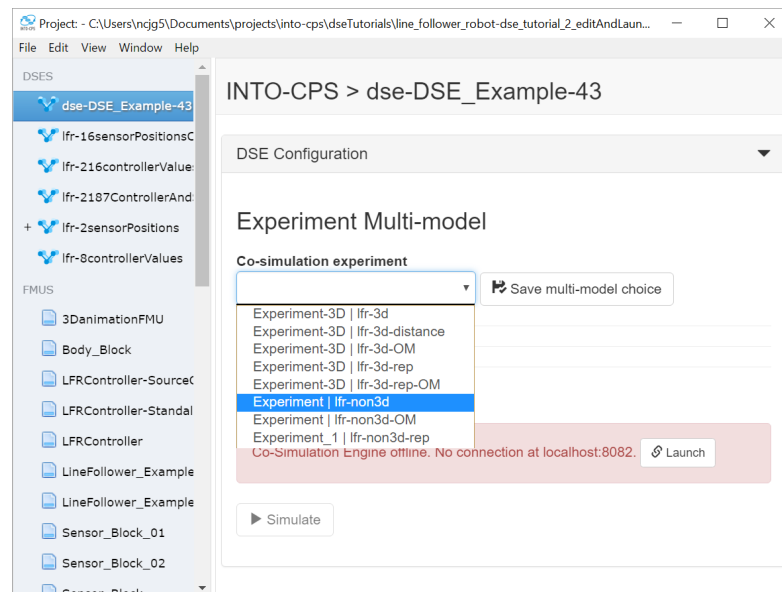 Project: - C:\Users\ncjg5\Documents\projects\into-cps\dseTutorials\line_follower_robot-dse_tutorial_2_editAndLaun...
File Edit View Window Help
DSES
dse-DSE_Example-43
lfr-16sensorPositionsC
lfr-216controllerValue
lfr-2187ControllerAnd
+ lfr-2sensorPositions
lfr-8controllerValues
FMUS
3DanimationFMU
Body_Block
LFRController-SourceC
LFRController-Standal
LFRController
LineFollower_Example
LineFollower_Example
Sensor_Block_01
Sensor_Block_02
INTO-CPS > dse-DSE_Example-43
DSE Configuration
Experiment Multi-model
Co-simulation experiment
Save multi-model choice
Experiment-3D | lfr-3d
Experiment-3D | lfr-3d-distance
Experiment-3D | lfr-3d-OM
Experiment-3D | lfr-3d-rep
Experiment-3D | lfr-3d-rep-OM
Experiment | lfr-non3d
Experiment | lfr-non3d-OM
Experiment_1 | lfr-non3d-rep
Co-Simulation Engine offline. No connection at localhost:8082. Launch
Simulate